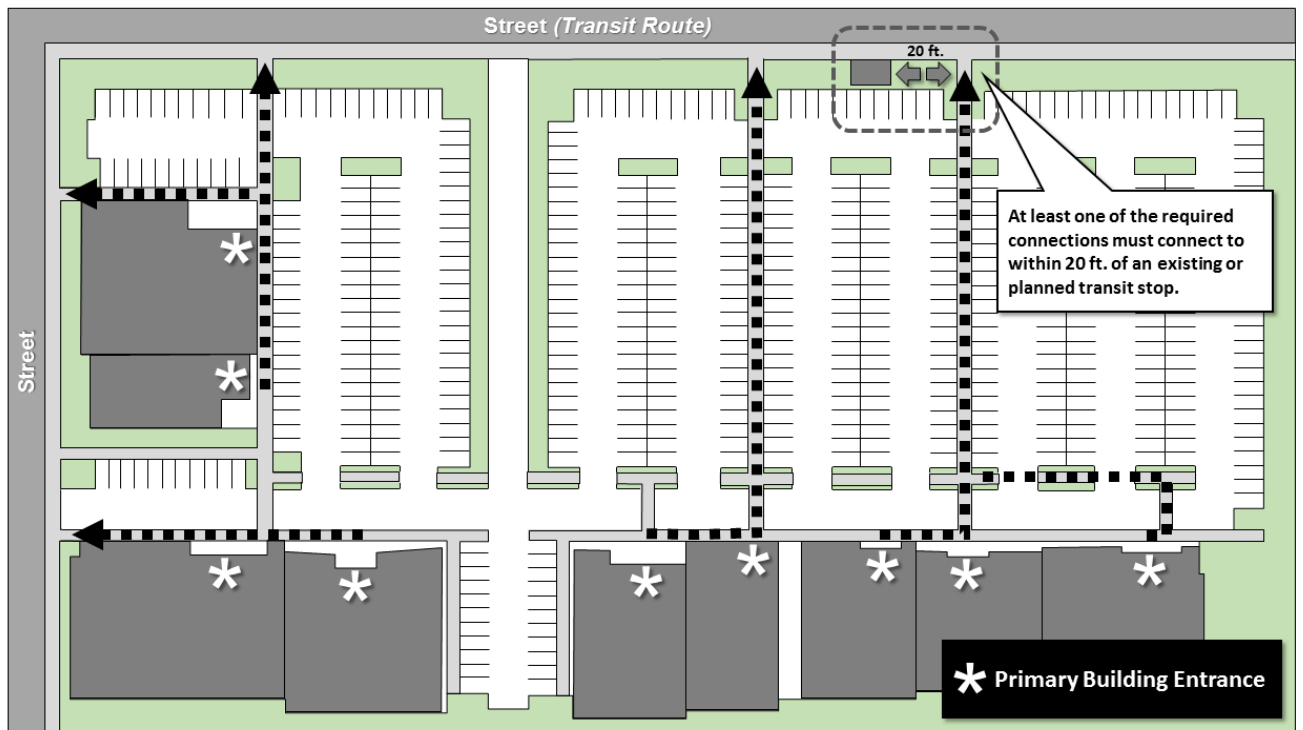 Street (Transit Route)
20 ft.
At least one of the required
connections must connect to
within 20 ft. of an existing or
planned transit stop.
Street
* Primary Building Entrance